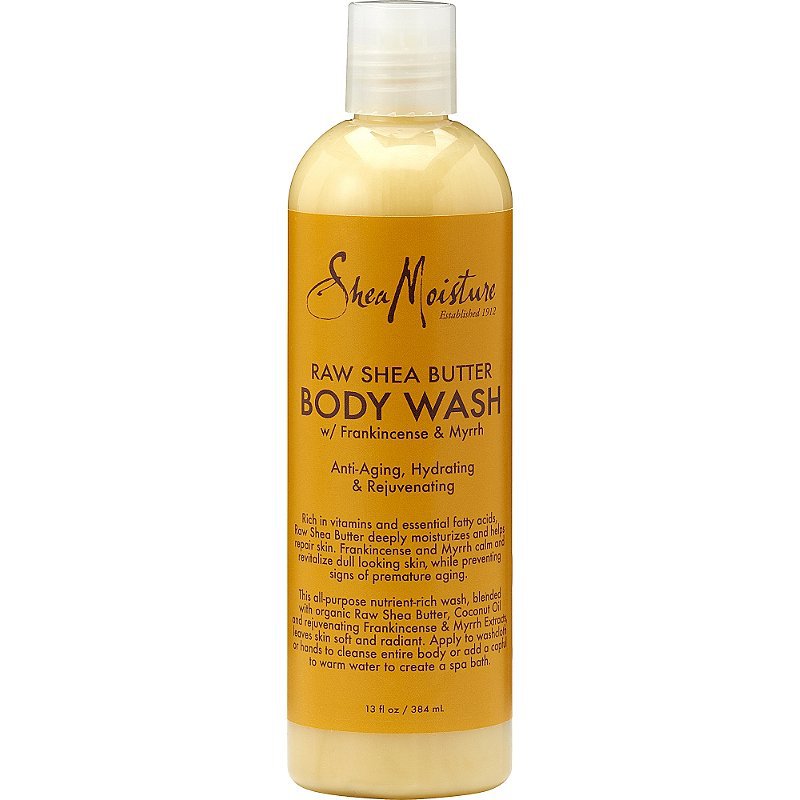 SheaMoisture
Established 1912
RAW SHEA BUTTER
BODY WASH
w/ Frankincense & Myrrh
Anti-Aging, Hydrating
& Rejuvenating
Rich in vitamins and essential fatty acids,
Raw Shea Butter deeply moisturizes and helps
repair skin. Frankincense and Myrrh calm and
revitalize dull looking skin, while preventing
signs of premature aging.
This all-purpose nutrient-rich wash, blended
with organic Raw Shea Butter, Coconut Oil
and rejuvenating Frankincense & Myrrh Extracts,
leaves skin soft and radiant. Apply to washcloth
or hands to cleanse entire body or add a capful
to warm water to create a spa bath.
13 fl oz / 384 mL